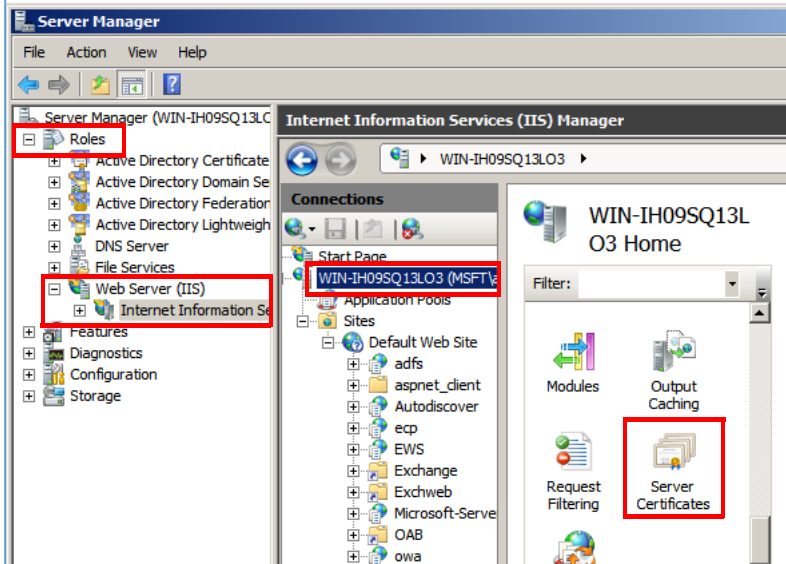 Server Manager
File Action View Help
Server Manager (WIN-IH09SQ13LO
Roles
Active Directory Certificate
Active Directory Domain Se
Active Directory Federation
Active Directory Lightweigh
DNS Server
File Services
Web Server (IIS)
Internet Information Se
Features
Diagnostics
Configuration
Storage
Internet Information Services (IIS) Manager
WIN-IH09SQ13LO3
Connections
Start Page
WIN-IH09SQ13LO3 (MSFT\a
Application Pools
Sites
Default Web Site
adfs
aspnet_client
Autodiscover
ecp
EWS
Exchange
Exchweb
Microsoft-Serve
OAB
owa
WIN-IH09SQ13L
O3 Home
Filter:
Modules
Output
Caching
Request
Filtering
Server
Certificates